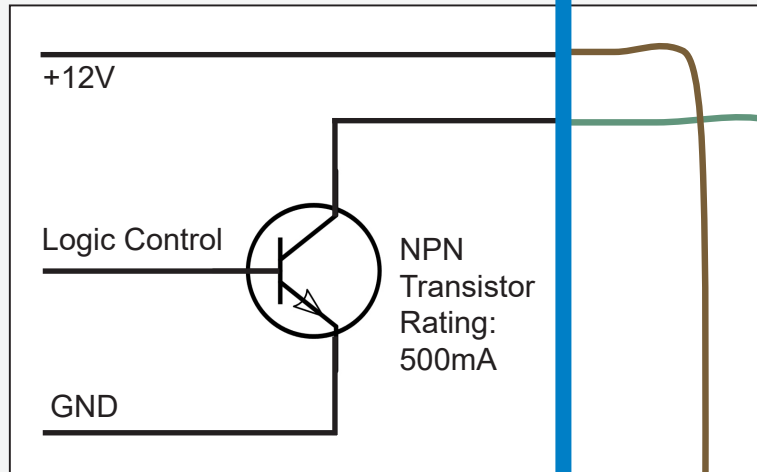 +12V
Logic Control
NPN
Transistor
Rating:
500mA
GND